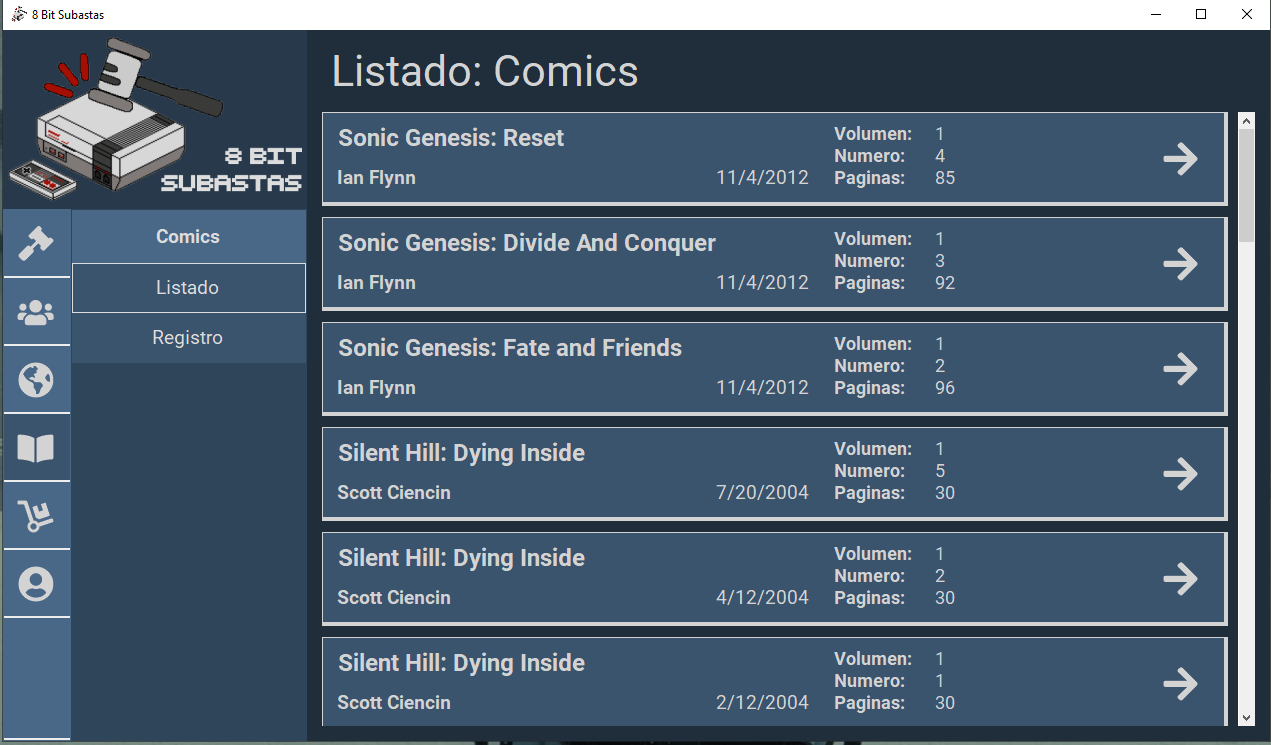 8 Bit Subastas
8 BIT
SUBASTAS
Comics
Listado
Registro
Listado: Comics
Sonic Genesis: Reset
Ian Flynn
11/4/2012
Volumen: 1
Numero: 4
Paginas: 85
Sonic Genesis: Divide And Conquer
Ian Flynn
11/4/2012
Volumen: 1
Numero: 3
Paginas: 92
Sonic Genesis: Fate and Friends
Ian Flynn
11/4/2012
Volumen: 1
Numero: 2
Paginas: 96
Silent Hill: Dying Inside
Scott Ciencin
7/20/2004
Volumen: 1
Numero: 5
Paginas: 30
Silent Hill: Dying Inside
Scott Ciencin
4/12/2004
Volumen: 1
Numero: 2
Paginas: 30
Silent Hill: Dying Inside
Scott Ciencin
2/12/2004
Volumen: 1
Numero: 1
Paginas: 30